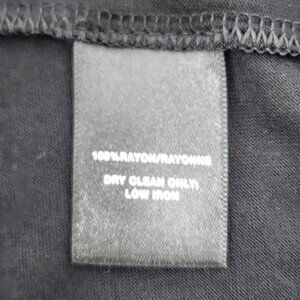 100% RAYON/RAYONNE
DRY CLEAN ONLY.
LOW IRON